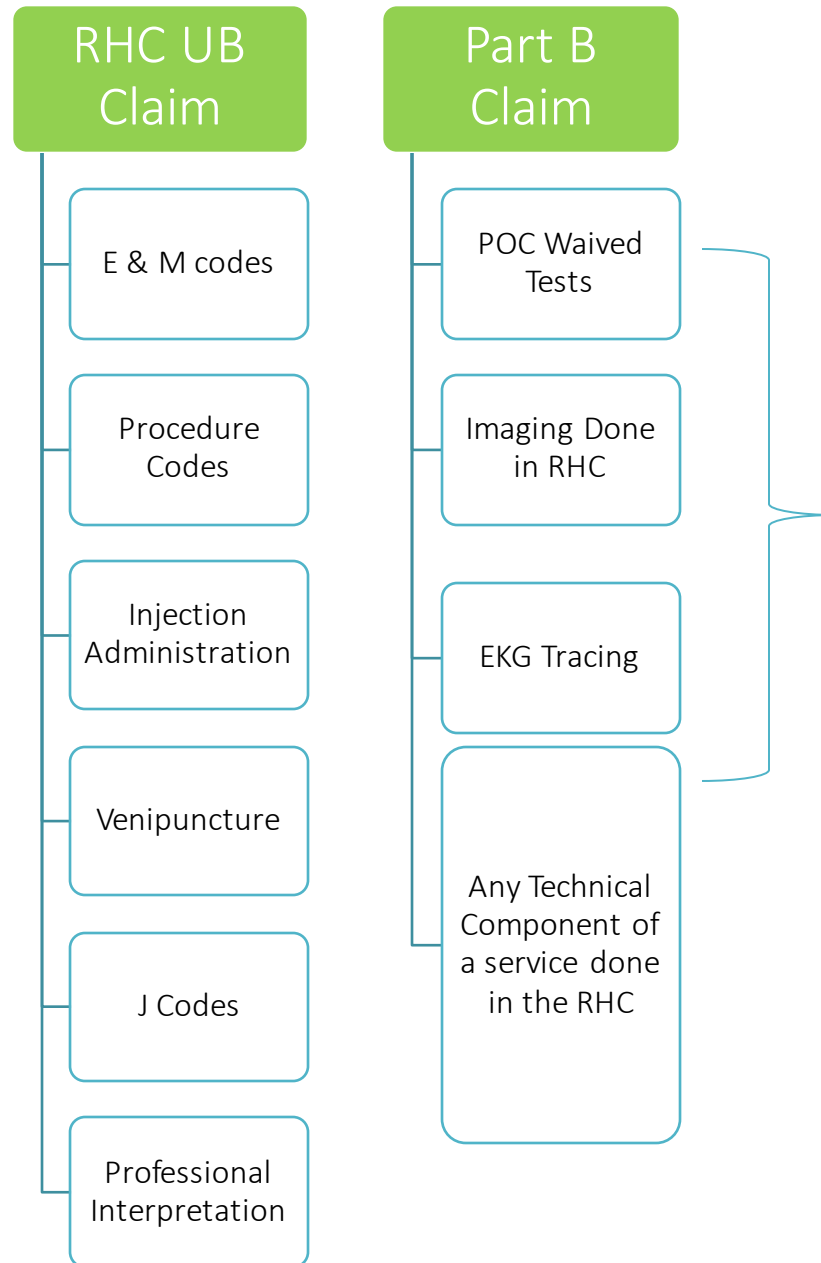 RHC UB
Claim
E & M codes
Procedure
Codes
Injection
Administration
Venipuncture
J Codes
Professional
Interpretation
Part B
Claim
POC Waived
Tests
Imaging Done
in RHC
EKG Tracing
Any Technical
Component of
a service done
in the RHC